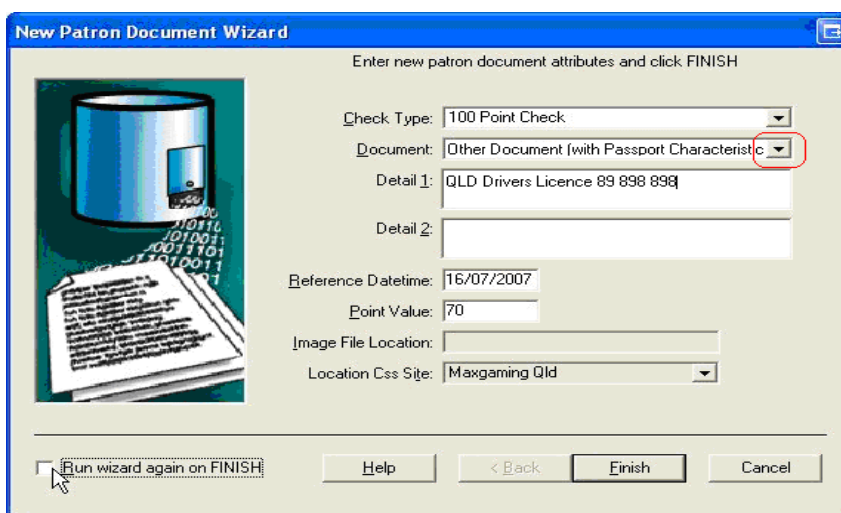 New Patron Document Wizard
Enter new patron document attributes and click FINISH
Check Type: 100 Point Check
Document: Other Document (with Passport Characteristic
Detail 1: QLD Drivers Licence 89 898 898
Detail 2:
Reference Datetime: 16/07/2007
Point Value: 70
Image File Location:
Location Css Site: Maxgaming Qld
Run wizard again on FINISH Help < Back Finish Cancel